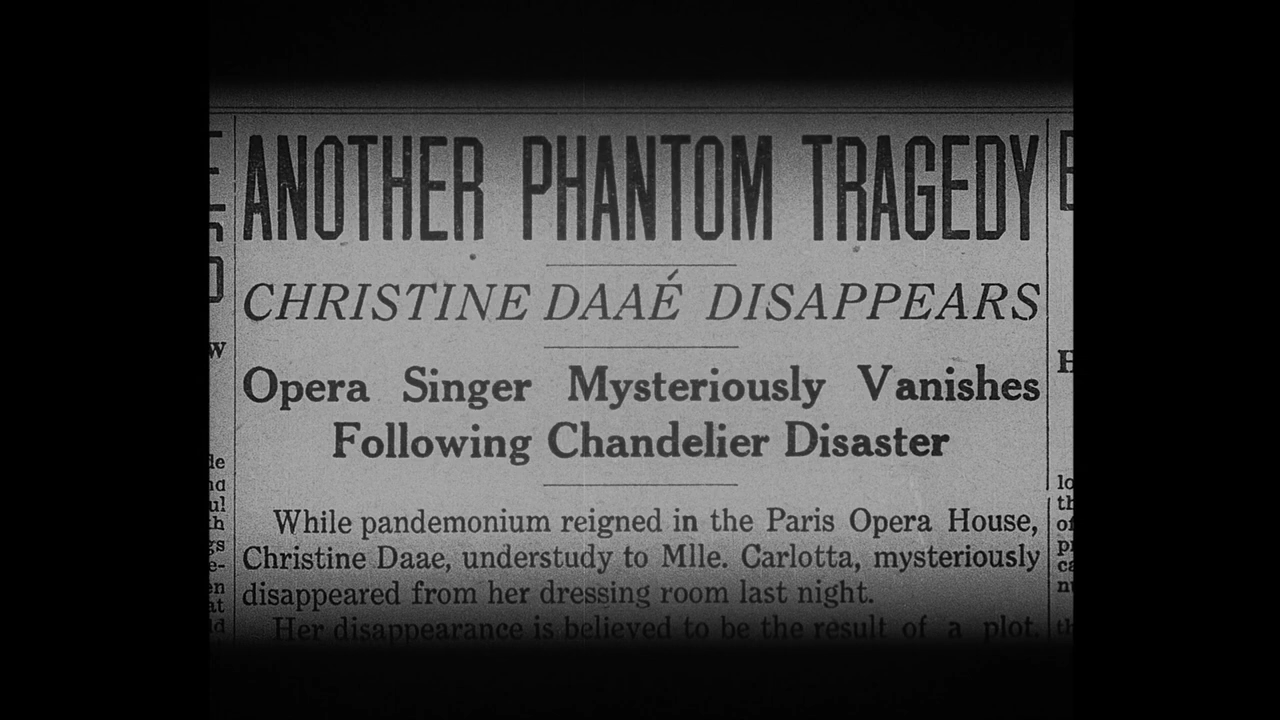 ANOTHER PHANTOM TRAGEDY
CHRISTINE DAAÉ DISAPPEARS
Opera Singer Mysteriously Vanishes
Following Chandelier Disaster
While pandemonium reigned in the Paris Opera House,
Christine Daae, understudy to Mlle. Carlotta, mysteriously
disappeared from her dressing room last night.
Her disappearance is believed to be the result of a plot.